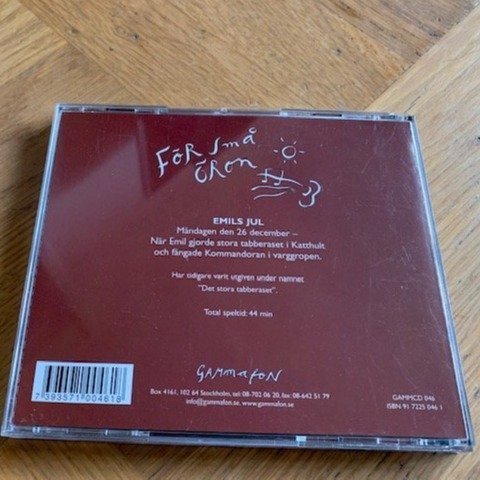 FÖR Små
ÖRON
EMILS JUL
Måndagen den 26 december –
När Emil gjorde stora tabberaset i Katthult
och fångade Kommandoran i varggropen.
Har tidigare varit utgiven under namnet
"Det stora tabberaset".
Total speltid: 44 min
GAMMAFON
Box 4161, 102 64 Stockholm, tel: 08-702 06 20, fax: 08-642 51 79
info@gammafon.se, www.gammafon.se
GAMMCD 046
ISBN 91 7225 046 1
7 393571 004618